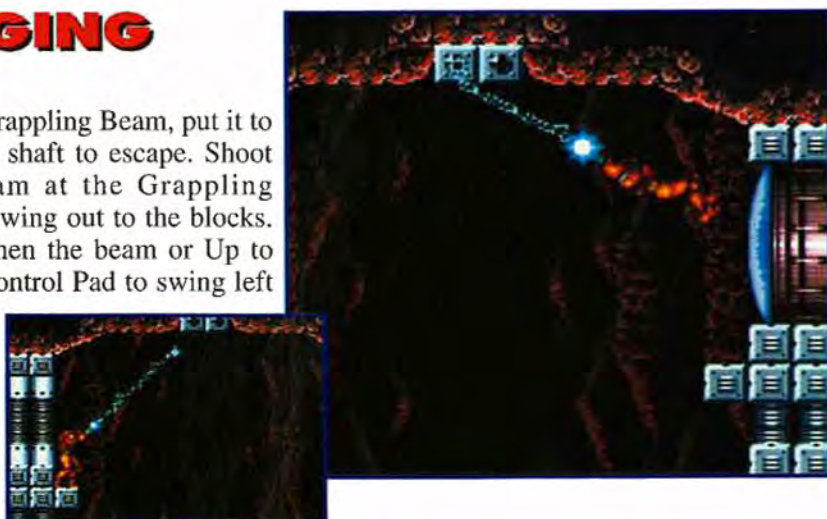 GING
rappling Beam, put it to
shaft to escape. Shoot
am at the Grappling
wing out to the blocks.
hen the beam or Up to
ontrol Pad to swing left